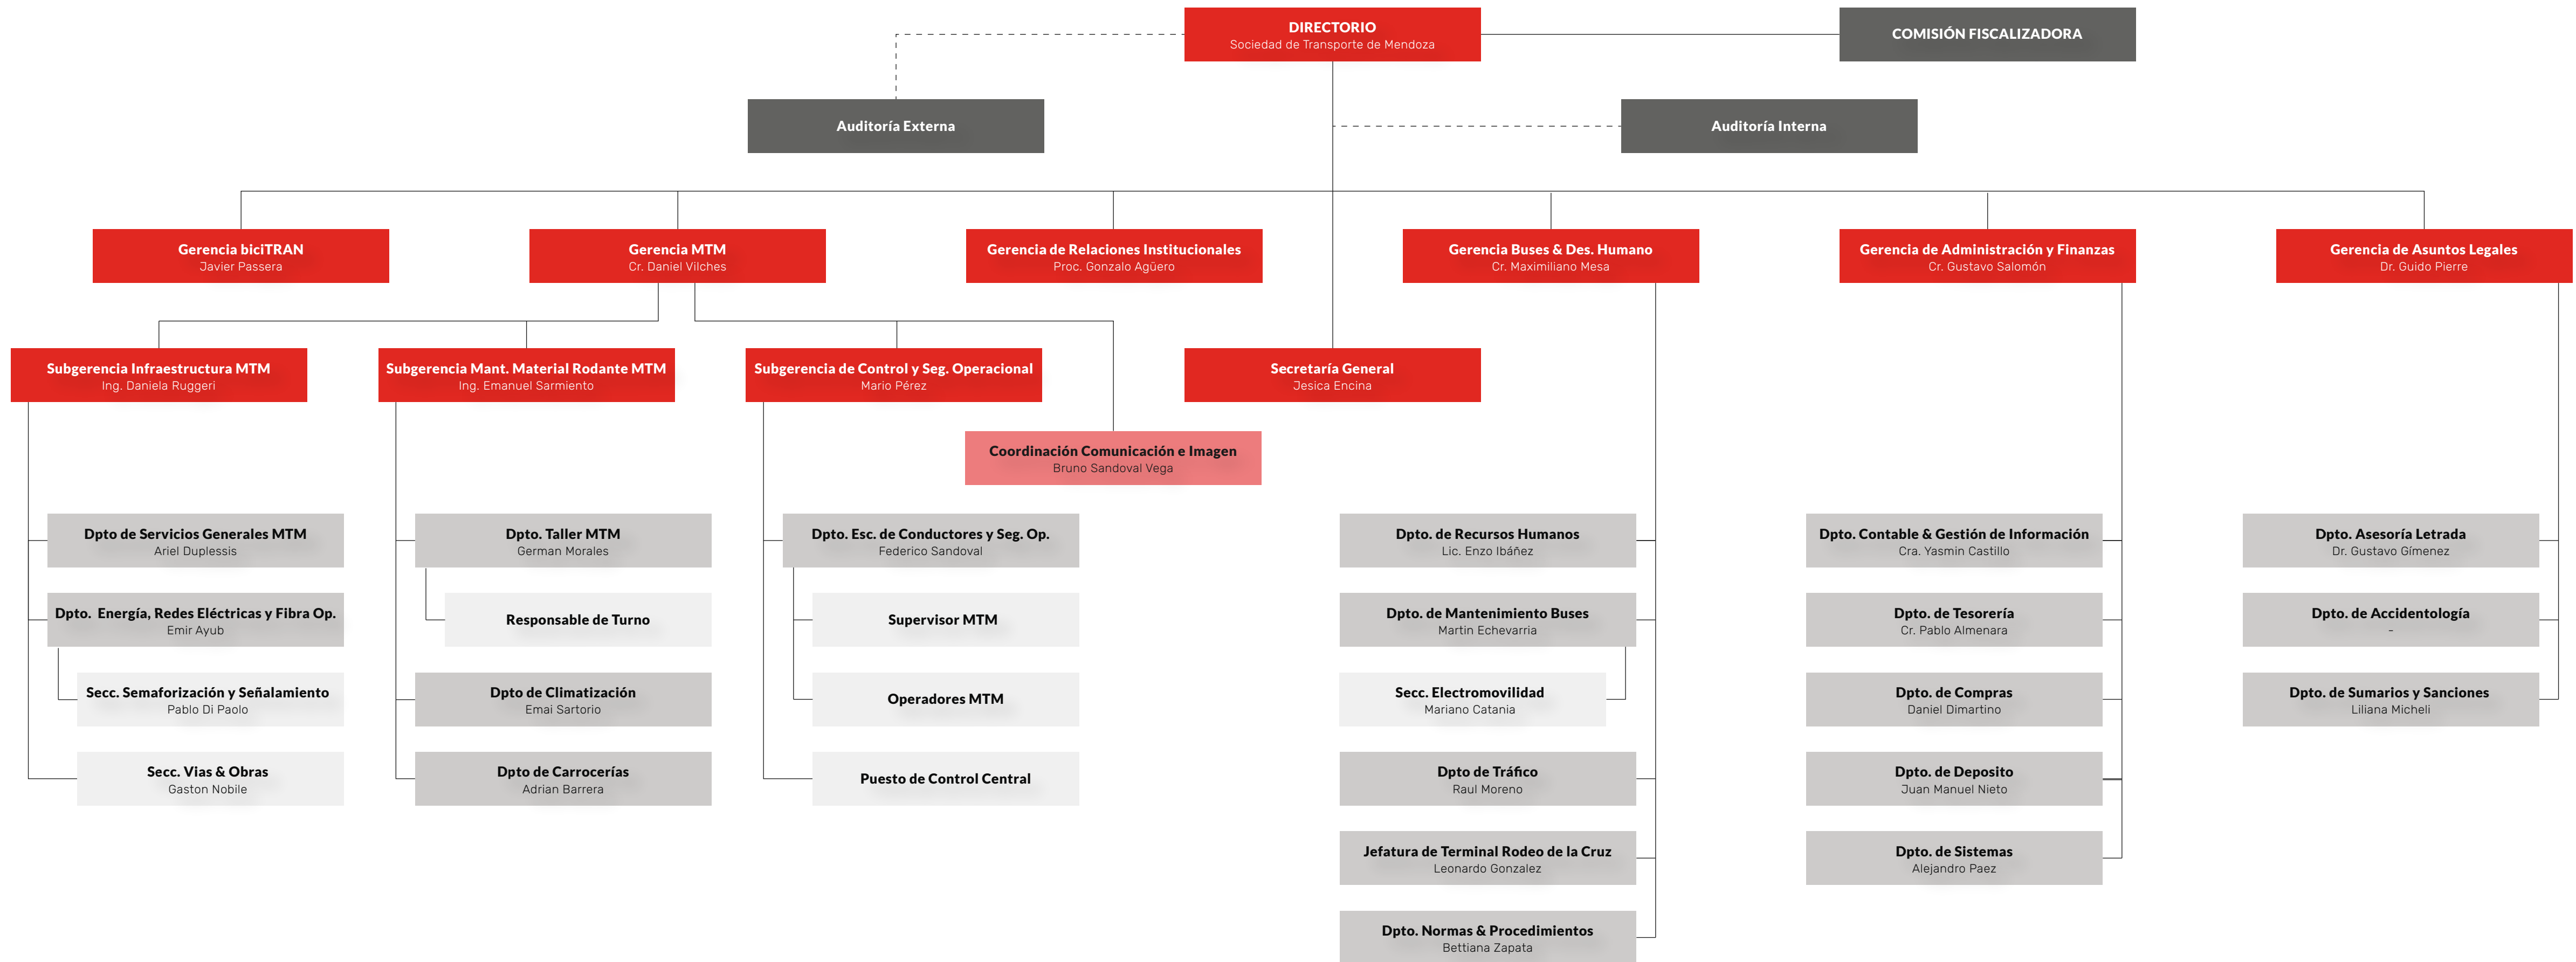 DIRECTORIO
Sociedad de Transporte de Mendoza
COMISIÓN FISCALIZADORA
Auditoría Externa
Auditoría Interna
Gerencia biciTRAN
Javier Passera
Gerencia MTM
Cr. Daniel Vilches
Gerencia de Relaciones Institucionales
Proc. Gonzalo Agüero
Gerencia Buses & Des. Humano
Cr. Maximiliano Mesa
Gerencia de Administración y Finanzas
Cr. Gustavo Salomón
Gerencia de Asuntos Legales
Dr. Guido Pierre
Subgerencia Infraestructura MTM
Ing. Daniela Ruggeri
Subgerencia Mant. Material Rodante MTM
Ing. Emanuel Sarmiento
Subgerencia de Control y Seg. Operacional
Mario Pérez
Secretaría General
Jesica Encina
Coordinación Comunicación e Imagen
Bruno Sandoval Vega
Dpto de Servicios Generales MTM
Ariel Duplessis
Dpto. Energía, Redes Eléctricas y Fibra Op.
Emir Ayub
Secc. Semaforización y Señalamiento
Pablo Di Paolo
Secc. Vias & Obras
Gaston Nobile
Dpto. Taller MTM
German Morales
Responsable de Turno
Dpto de Climatización
Emai Sartorio
Dpto de Carrocerías
Adrian Barrera
Dpto. Esc. de Conductores y Seg. Op.
Federico Sandoval
Supervisor MTM
Operadores MTM
Puesto de Control Central
Dpto. de Recursos Humanos
Lic. Enzo Ibáñez
Dpto. de Mantenimiento Buses
Martin Echevarria
Secc. Electromovilidad
Mariano Catania
Dpto de Tráfico
Raul Moreno
Jefatura de Terminal Rodeo de la Cruz
Leonardo Gonzalez
Dpto. Normas & Procedimientos
Bettiana Zapata
Dpto. Contable & Gestión de Información
Cra. Yasmin Castillo
Dpto. de Tesorería
Cr. Pablo Almenara
Dpto. de Compras
Daniel Dimartino
Dpto. de Deposito
Juan Manuel Nieto
Dpto. de Sistemas
Alejandro Paez
Dpto. Asesoría Letrada
Dr. Gustavo Gímenez
Dpto. de Accidentología
-
Dpto. de Sumarios y Sanciones
Liliana Micheli